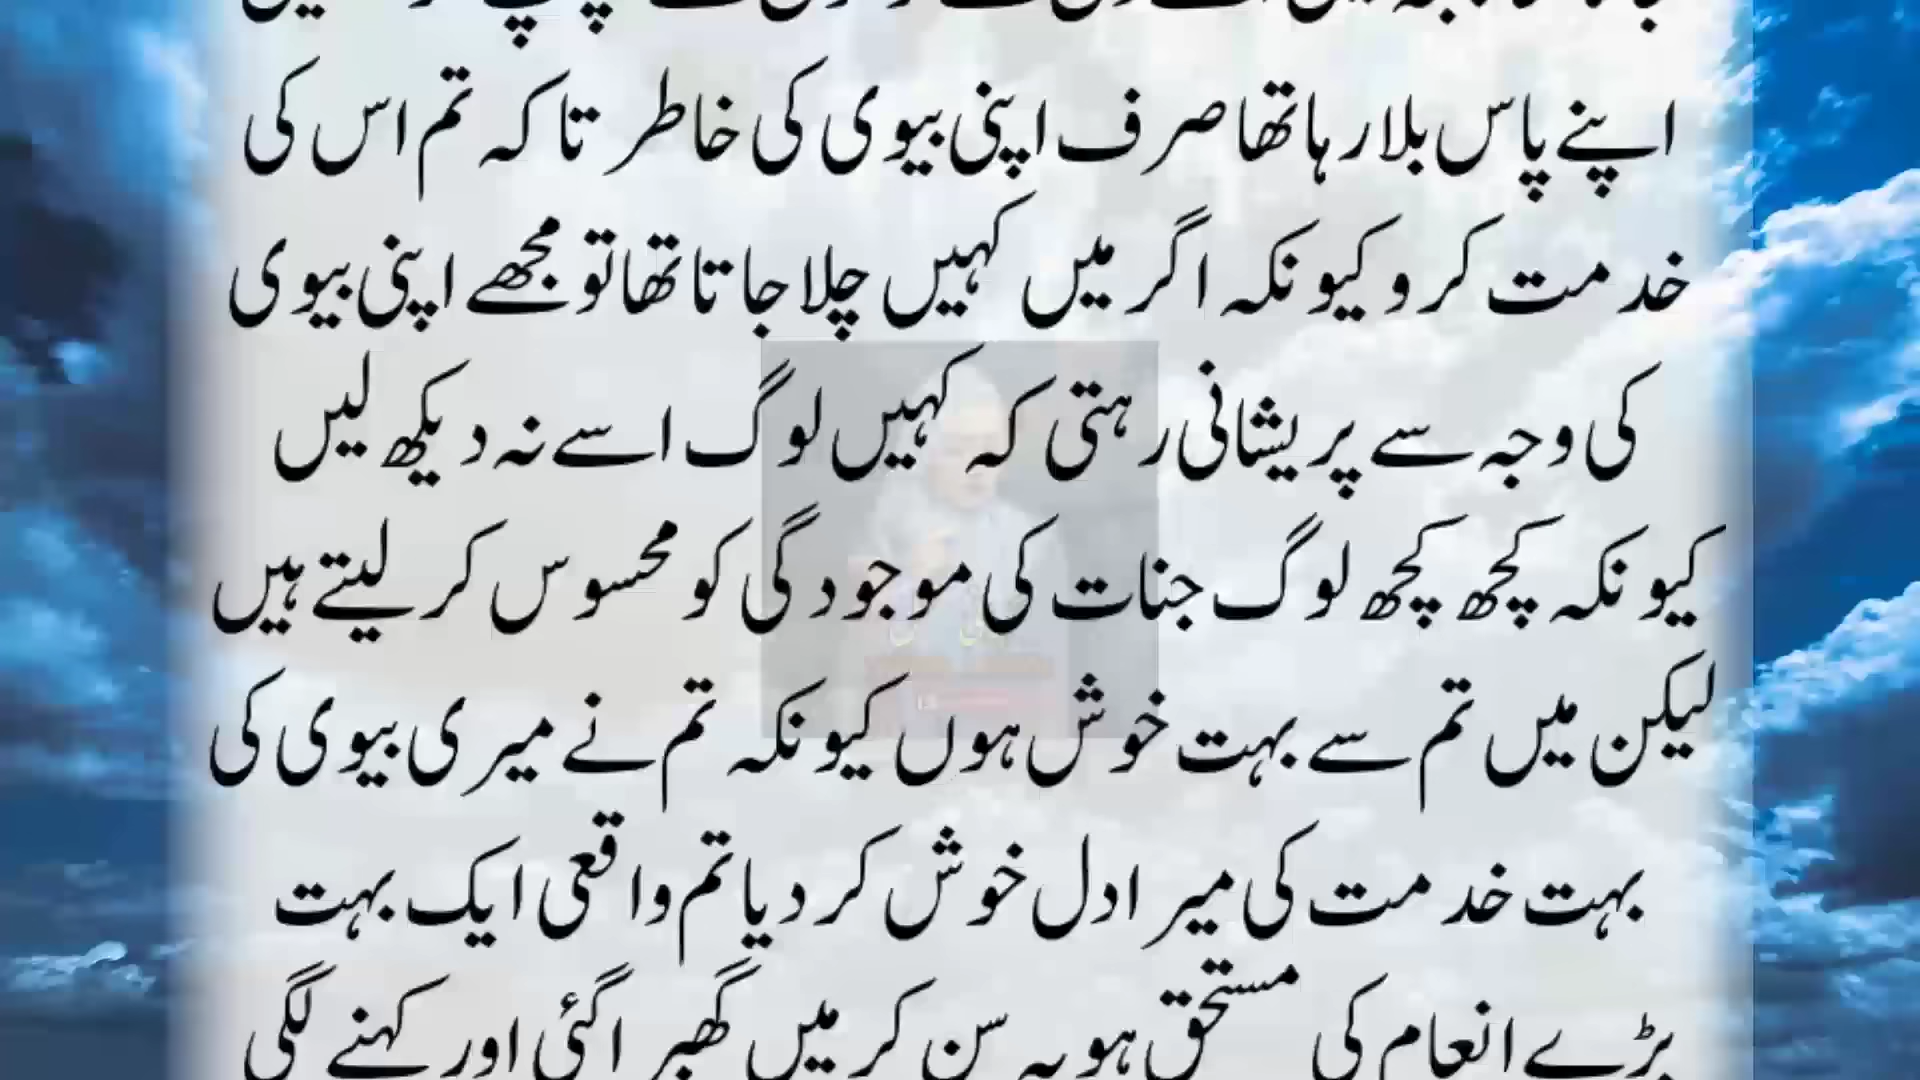 اپنے پاس بلا رہا تھا صرف اپنی بیوی کی خاطر تاکہ تم اس کی
خدمت کرو کیونکہ اگر میں کہیں چلا جاتا تھا تو مجھے اپنی بیوی
کی وجہ سے پریشانی رہتی کہ کہیں لوگ اسے نہ دیکھ لیں
کیونکہ کچھ کچھ لوگ جنات کی موجودگی کو محسوس کر لیتے ہیں
لیکن میں تم سے بہت خوش ہوں کیونکہ تم نے میری بیوی کی
بہت خدمت کی میرا دل خوش کر دیا تم واقعی ایک بہت
بڑے انعام کی مستحق ہو یہ سن کر میں گھبرا گئی اور کہنے لگی